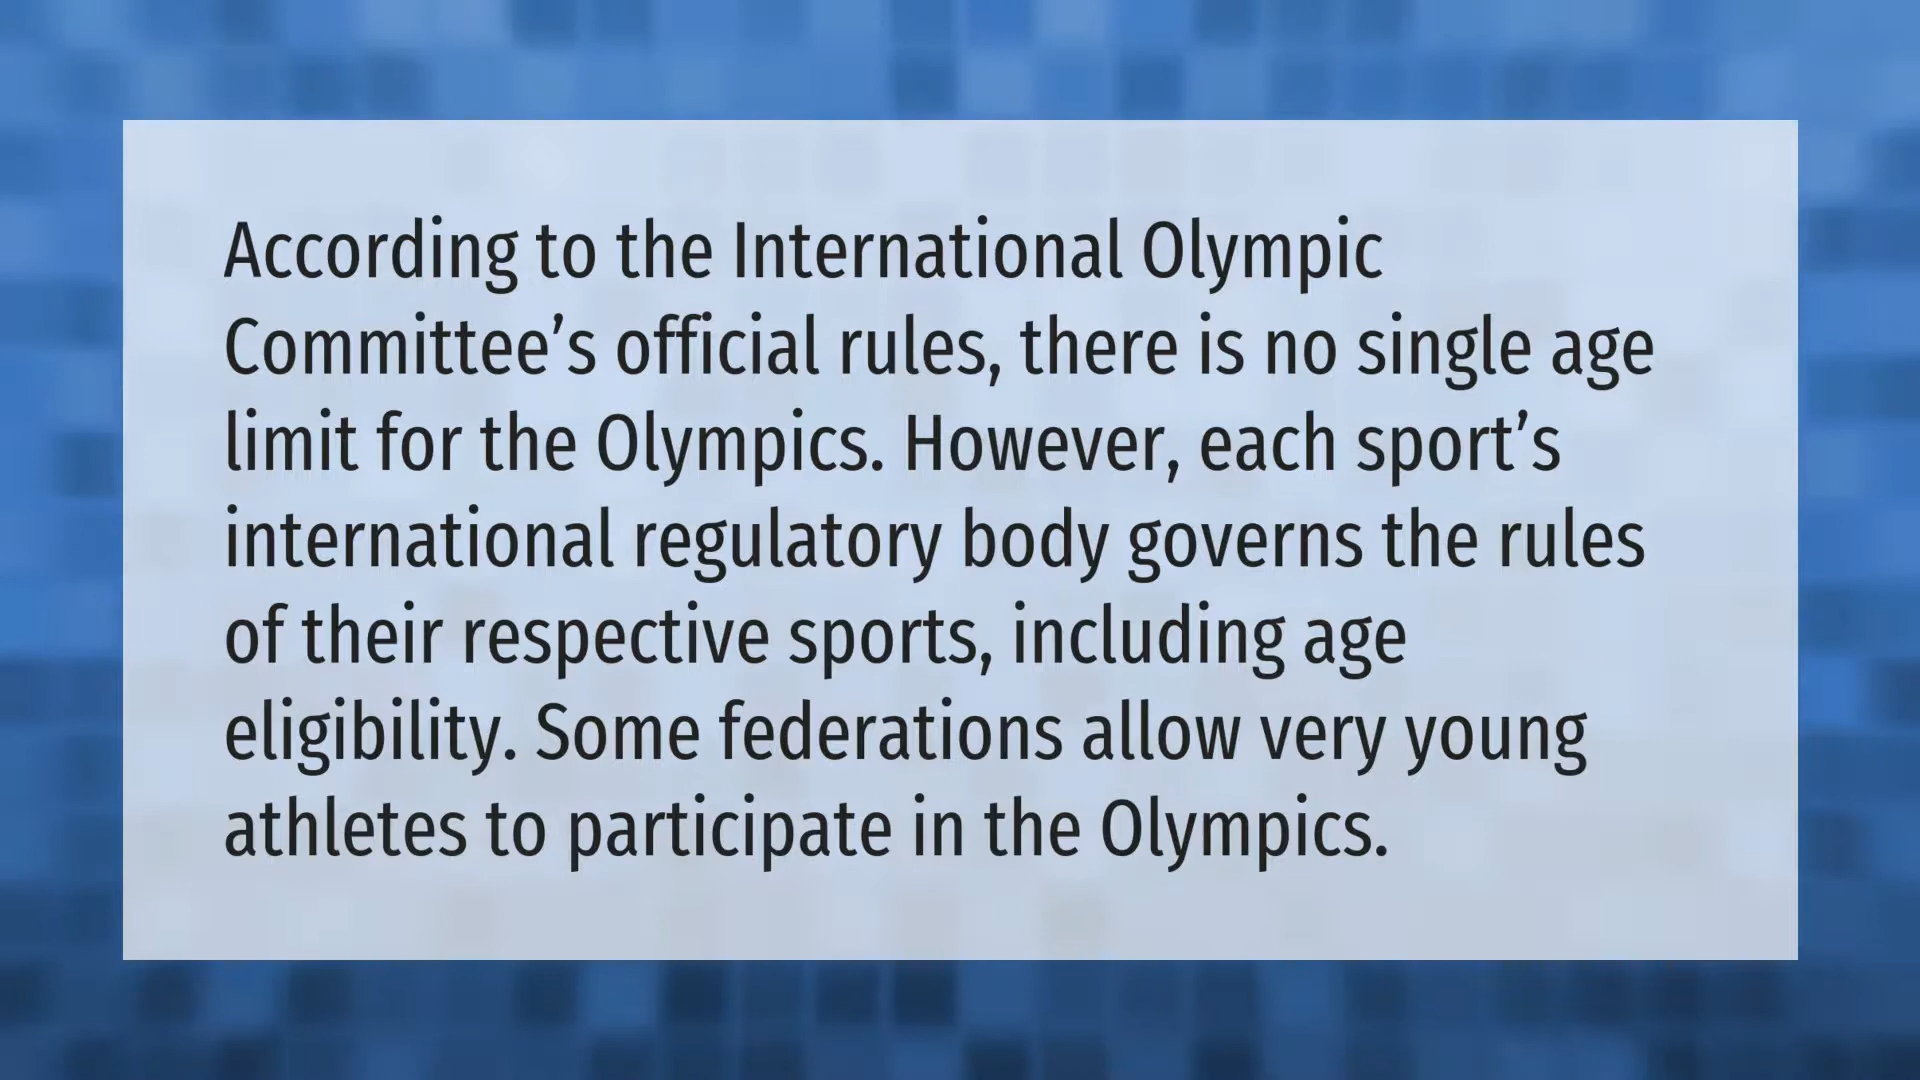 According to the International Olympic
Committee’s official rules, there is no single age
limit for the Olympics. However, each sport’s
international regulatory body governs the rules
of their respective sports, including age
eligibility. Some federations allow very young
athletes to participate in the Olympics.